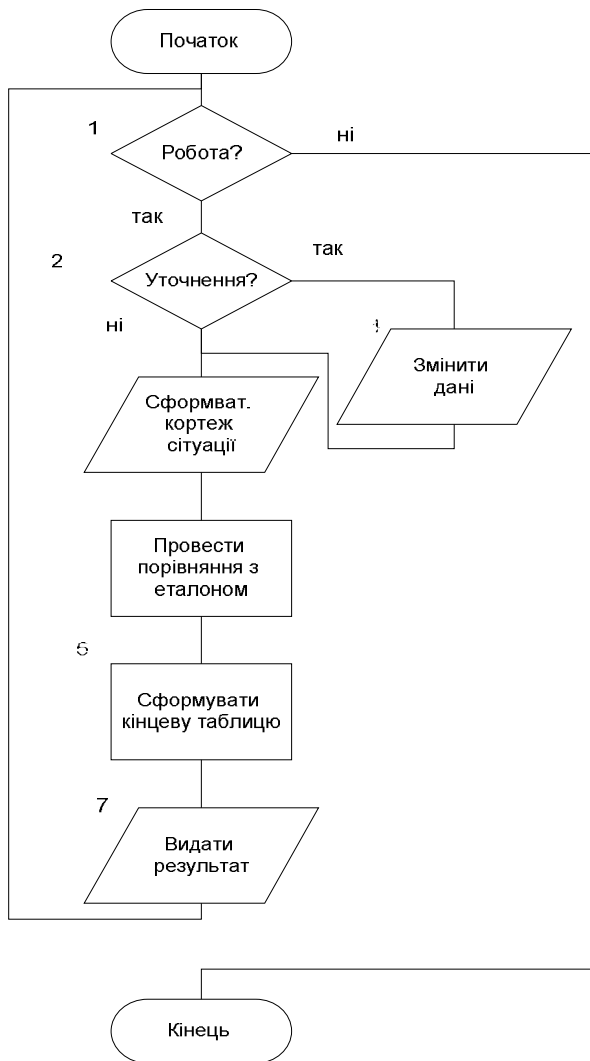 Початок
1
Робота?
ні
так
2
Уточнення?
так
ні
Змінити
дані
Сформват.
кортеж
сітуації
Провести
порівняння з
еталоном
6
Сформувати
кінцеву таблицю
7
Видати
результат
Кінець